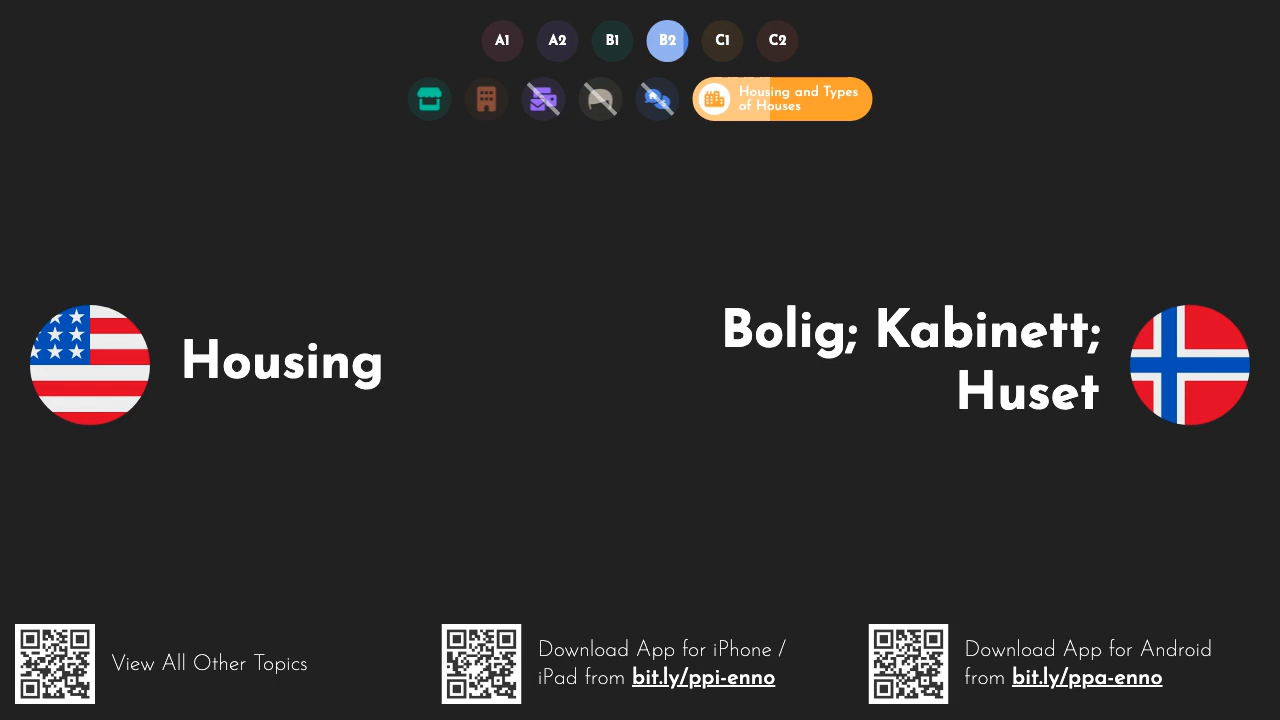 A1 A2 B1 B2 C1 C2
Housing and Types
of Houses
Housing
Bolig; Kabinett;
Huset
View All Other Topics
Download App for iPhone /
iPad from bit.ly/ppi-enno
Download App for Android
from bit.ly/ppa-enno